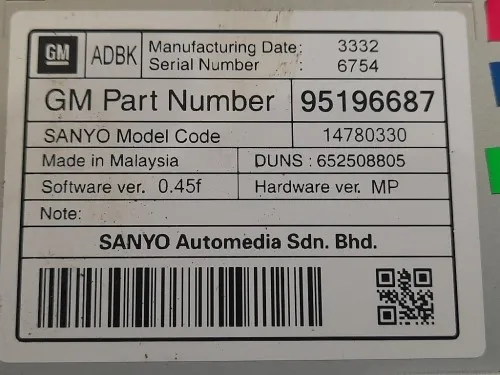 GM ADBK Manufacturing Date: 3332
Serial Number : 6754
GM Part Number 95196687
SANYO Model Code 14780330
Made in Malaysia DUNS : 652508805
Software ver. 0.45f Hardware ver. MP
Note:
SANYO Automedia Sdn. Bhd.